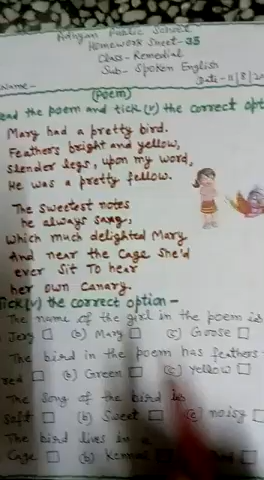 Adhyan Public School
Homework Sheet-35
Class - Remedial
Sub- Spoken English
Name-
Date - 11/8/20
(Poem)
ead the poem and tick (✓) the correct opt
Mary had a pretty bird.
Feathers bright and yellow,
Slender legs, upon my word,
He was a pretty fellow.
The sweetest notes
he always sang,
which much delighted Mary
And near the Cage she'd
ever sit To hear
her own Canary.
Tick (✓) the correct option -
The name of the girl in the poem is
Jery (b) Mary (c) Goose
The bird in the poem has feathers
red (b) Green (c) Yellow
The song of the bird is
Soft (b) Sweet (c) noisy
The bird lives in a
Cage (b)